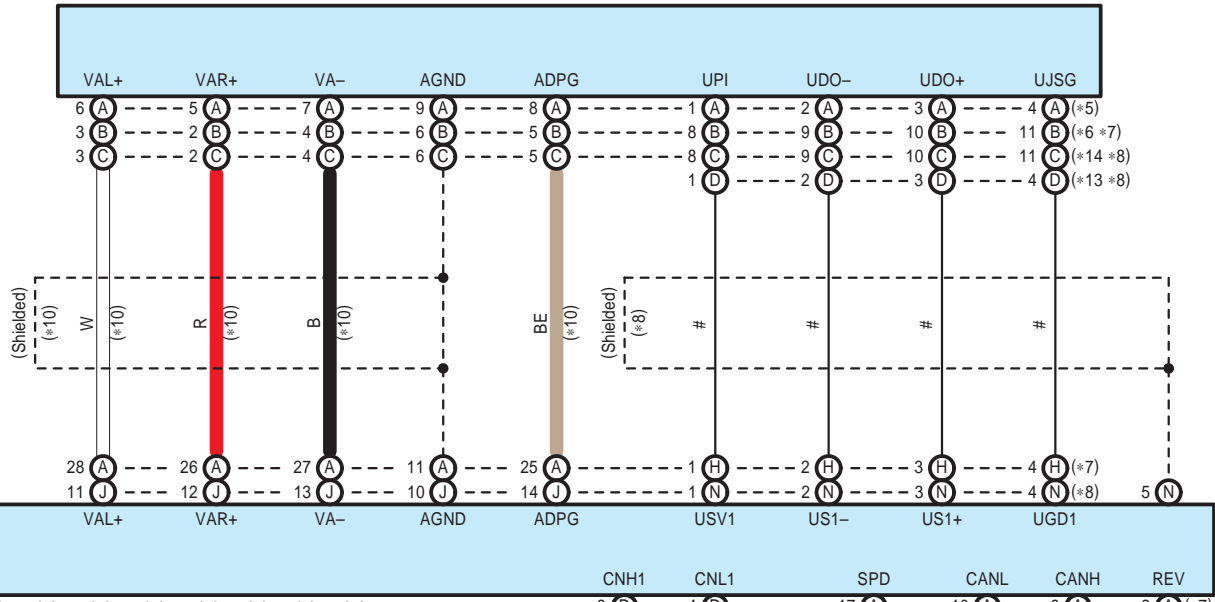 VAL+ VAR+ VA– AGND ADPG UPI UDO– UDO+ UJSG
6 A 5 A 7 A 9 A 8 A 1 A 2 A 3 A 4 A (*5)
3 B 2 B 4 B 6 B 5 B 8 B 9 B 10 B 11 B (*6 *7)
3 C 2 C 4 C 6 C 5 C 8 C 9 C 10 C 11 C (*14 *8)
1 D 2 D 3 D 4 D (*13 *8)
(Shielded) (*10) W (*10) R (*10) B (*10) BE (*10) (Shielded) (*8) # # # #
28 A 26 A 27 A 11 A 25 A 1 H 2 H 3 H 4 H (*7)
11 J 12 J 13 J 10 J 14 J 1 N 2 N 3 N 4 N (*8) 5 N
VAL+ VAR+ VA– AGND ADPG USV1 US1– US1+ UGD1
CNH1 CNL1 SPD CANL CANH REV